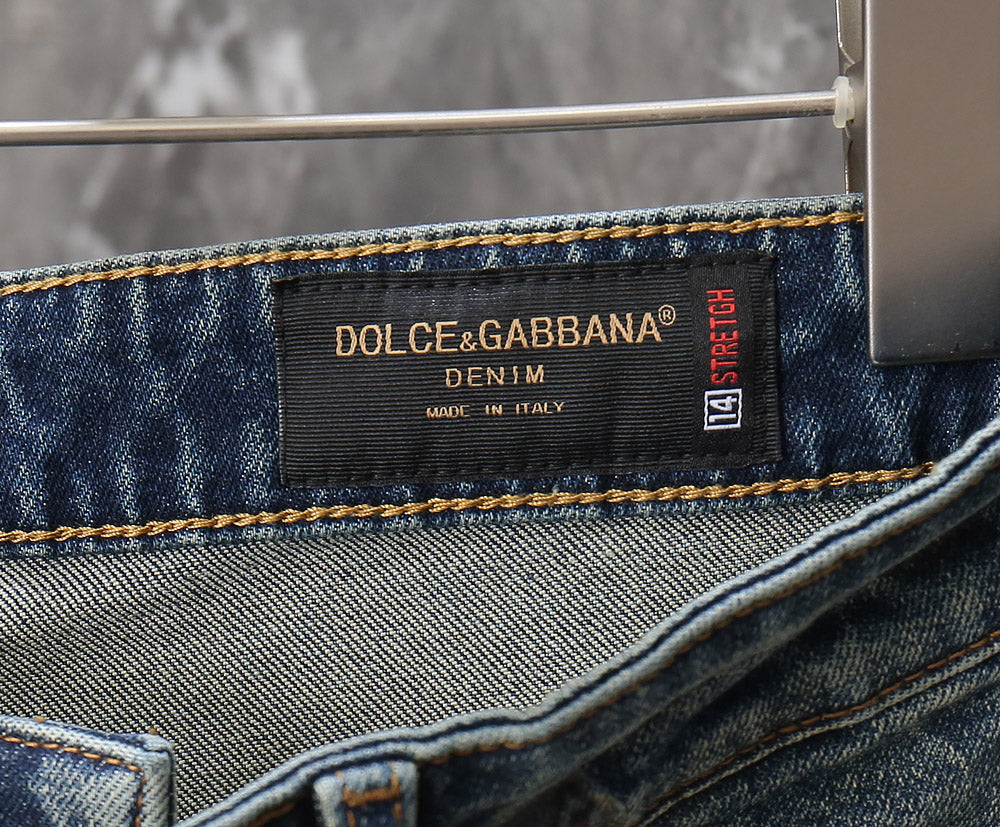 DOLCE&GABBANA®
DENIM
MADE IN ITALY
14 STRETCH